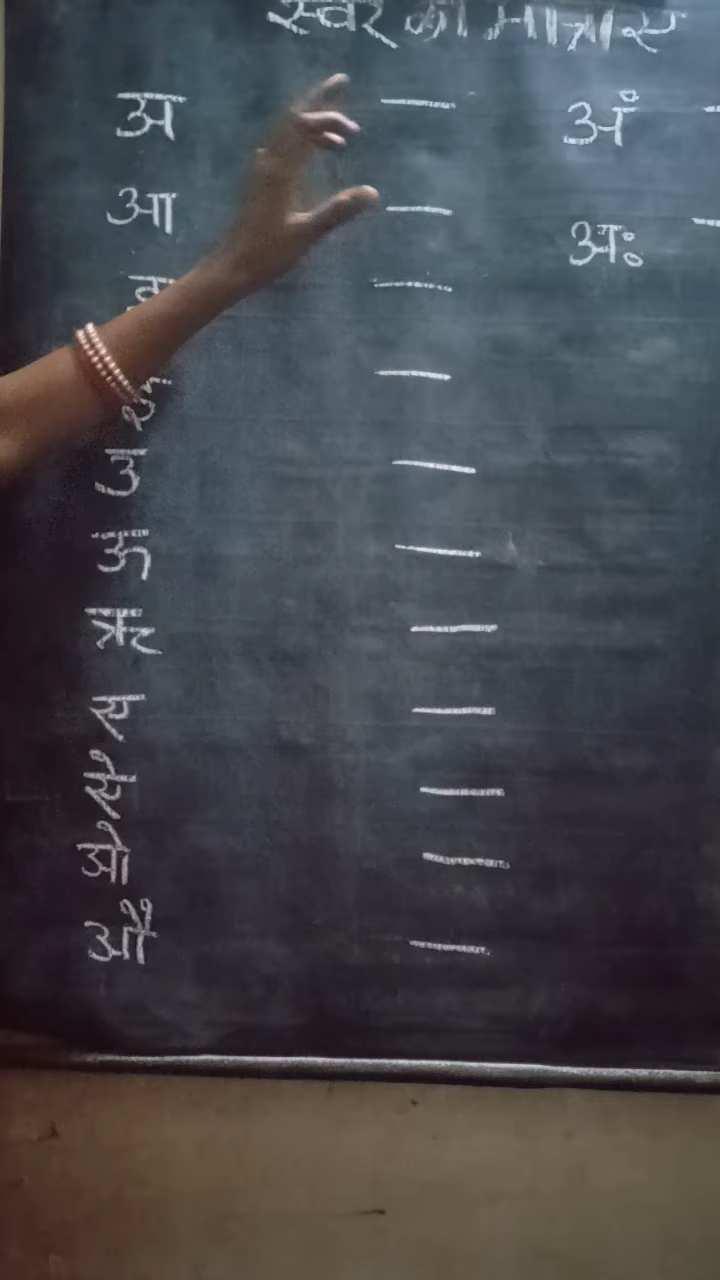 स्वर की मात्राए
अ — अं —
आ — अः —
—
ई —
उ —
ऊ —
ऋ —
ए —
ऐ —
ओ —
औ —